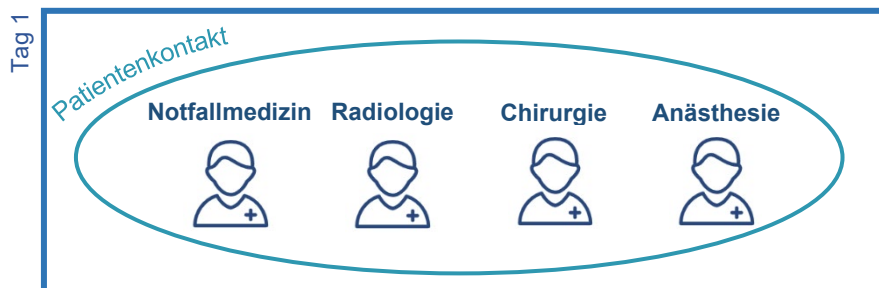 Tag 1
Patientenkontakt
Notfallmedizin Radiologie Chirurgie Anästhesie